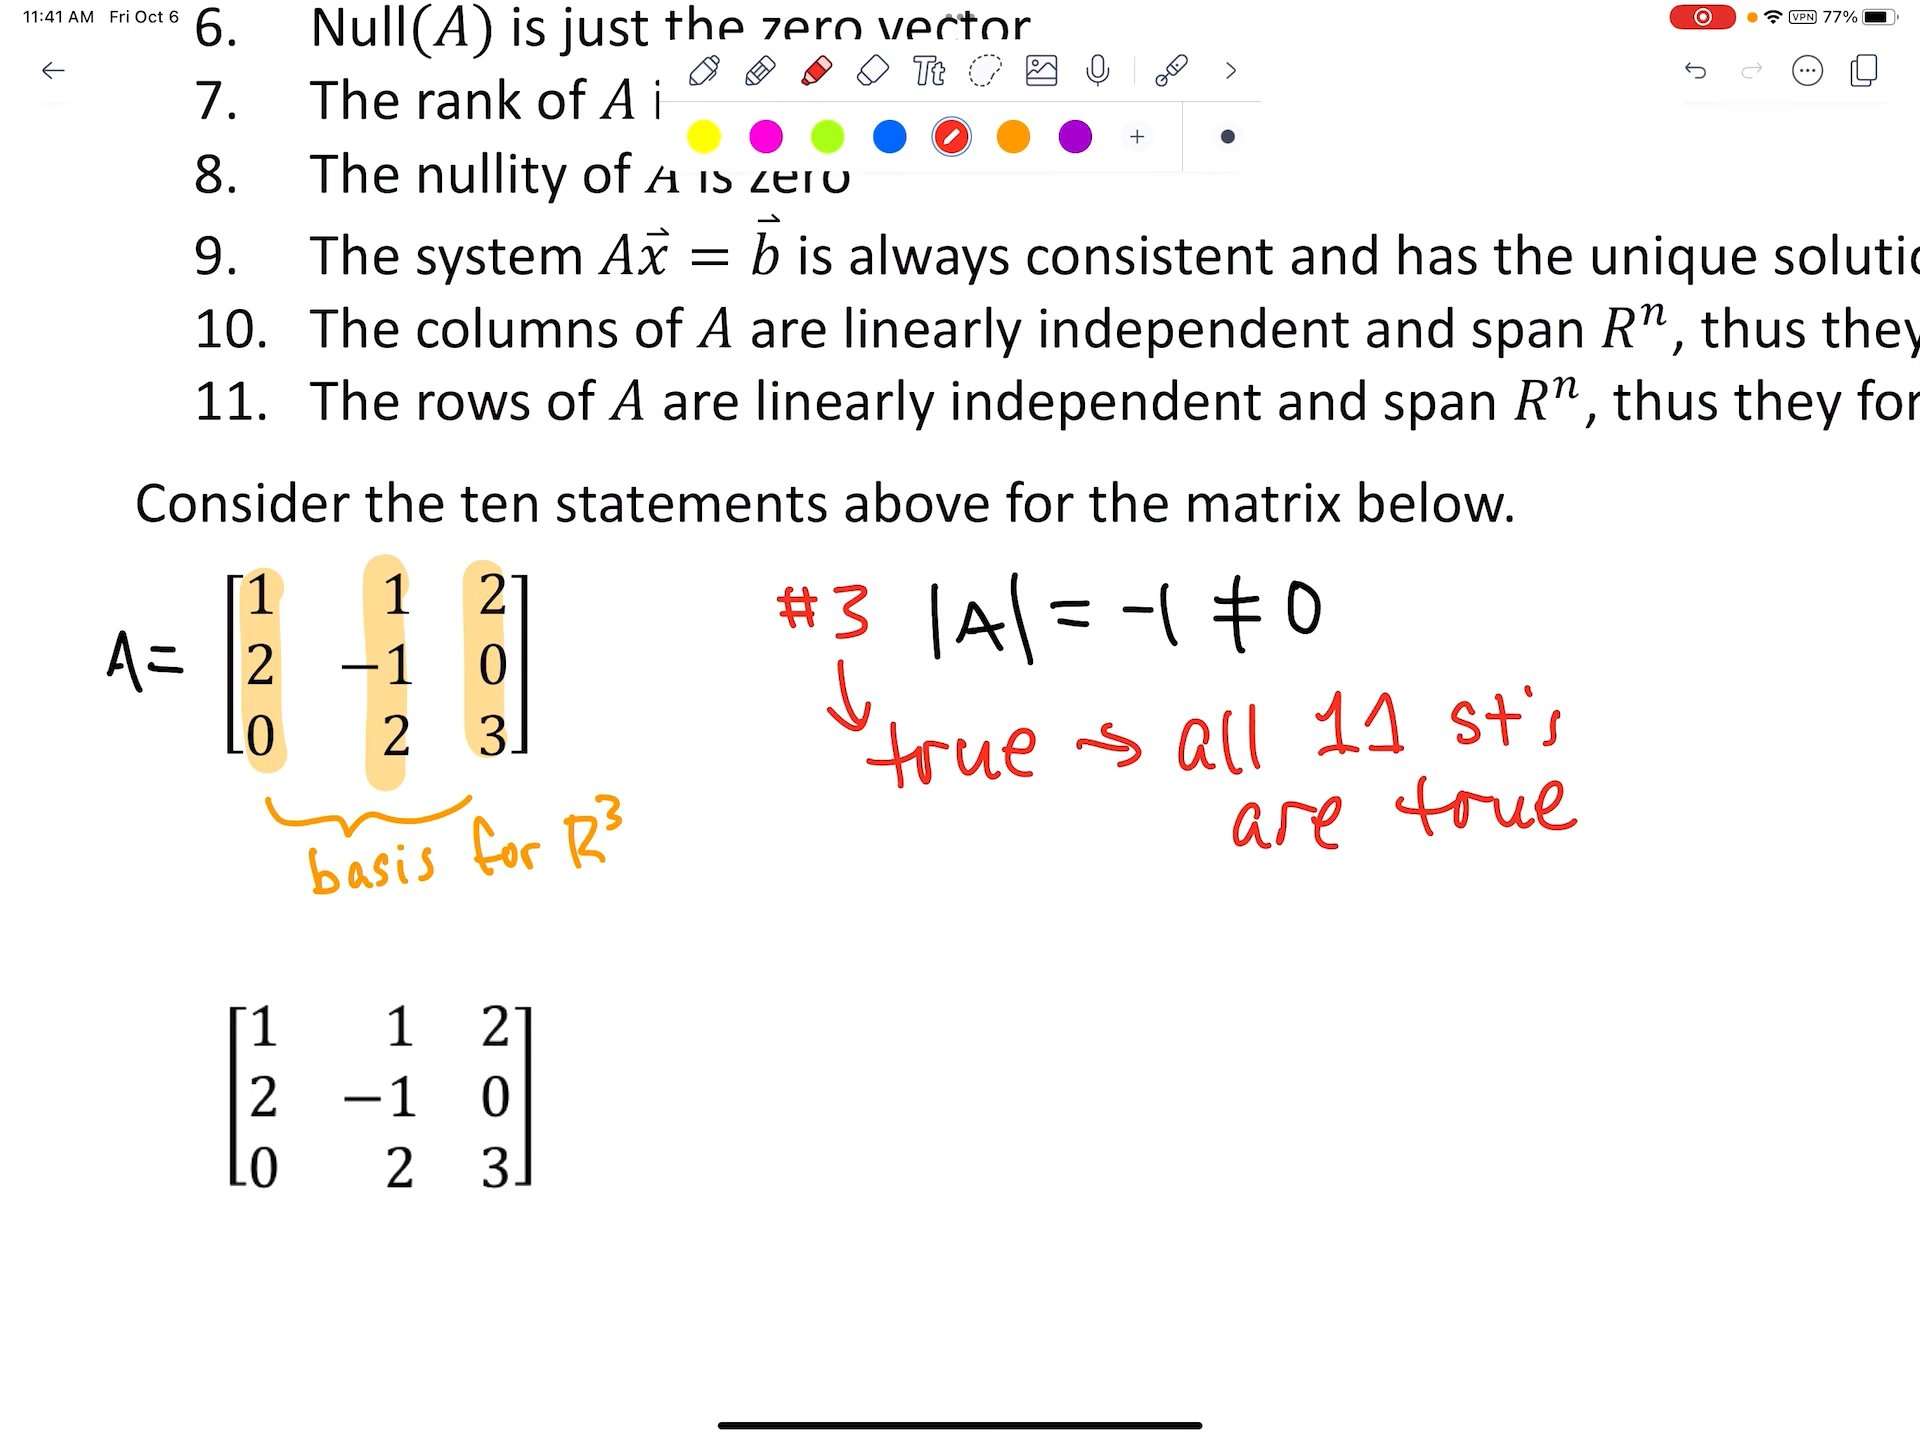 11:41 AM Fri Oct 6
VPN 77%
6. Null(A) is just the zero vector
Tt
7. The rank of A i
8. The nullity of A is zero
9. The system Ax⃗ = b⃗ is always consistent and has the unique solutio
10. The columns of A are linearly independent and span Rⁿ, thus they
11. The rows of A are linearly independent and span Rⁿ, thus they for
Consider the ten statements above for the matrix below.
A = [1 1 2
2 −1 0
0 2 3]
basis for R³
#3 |A| = -1 ≠ 0
↓ true → all 11 st's
are true
[1 1 2
2 −1 0
0 2 3]